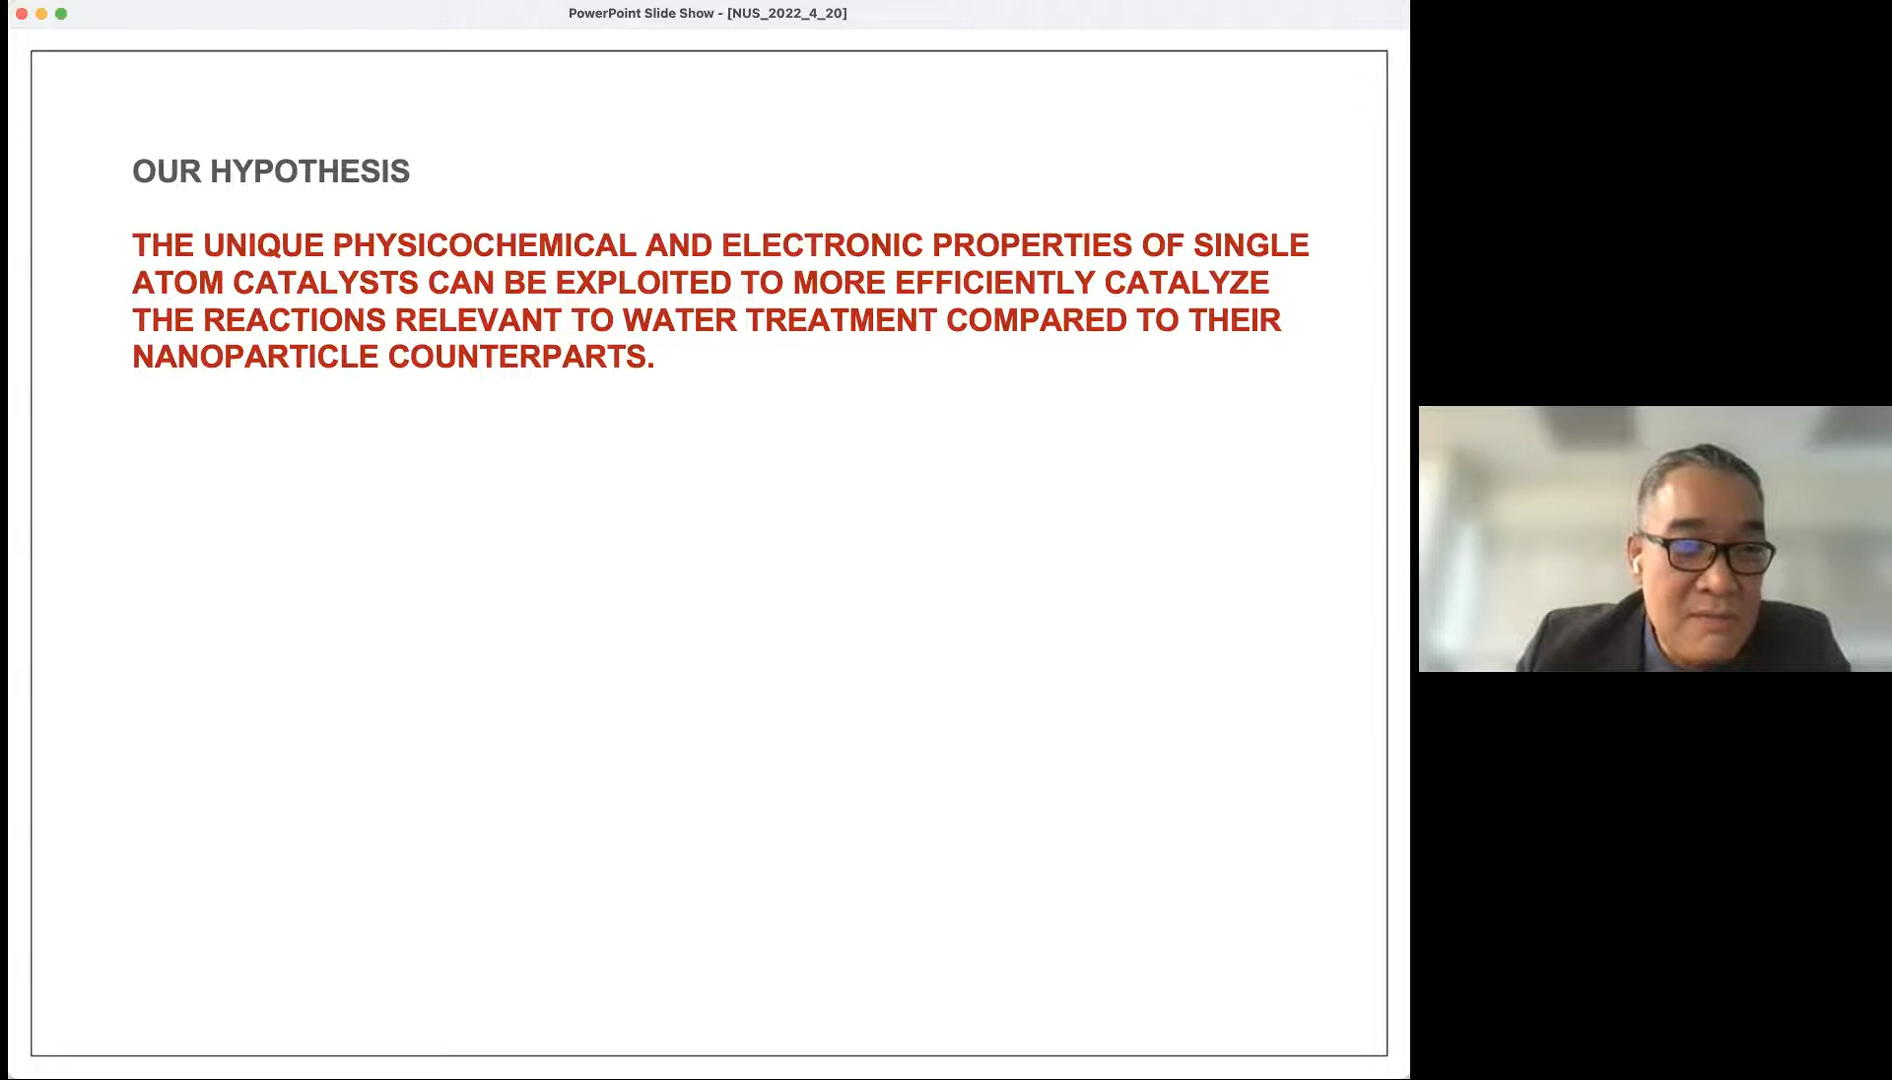 PowerPoint Slide Show - [NUS_2022_4_20]
OUR HYPOTHESIS
THE UNIQUE PHYSICOCHEMICAL AND ELECTRONIC PROPERTIES OF SINGLE
ATOM CATALYSTS CAN BE EXPLOITED TO MORE EFFICIENTLY CATALYZE
THE REACTIONS RELEVANT TO WATER TREATMENT COMPARED TO THEIR
NANOPARTICLE COUNTERPARTS.